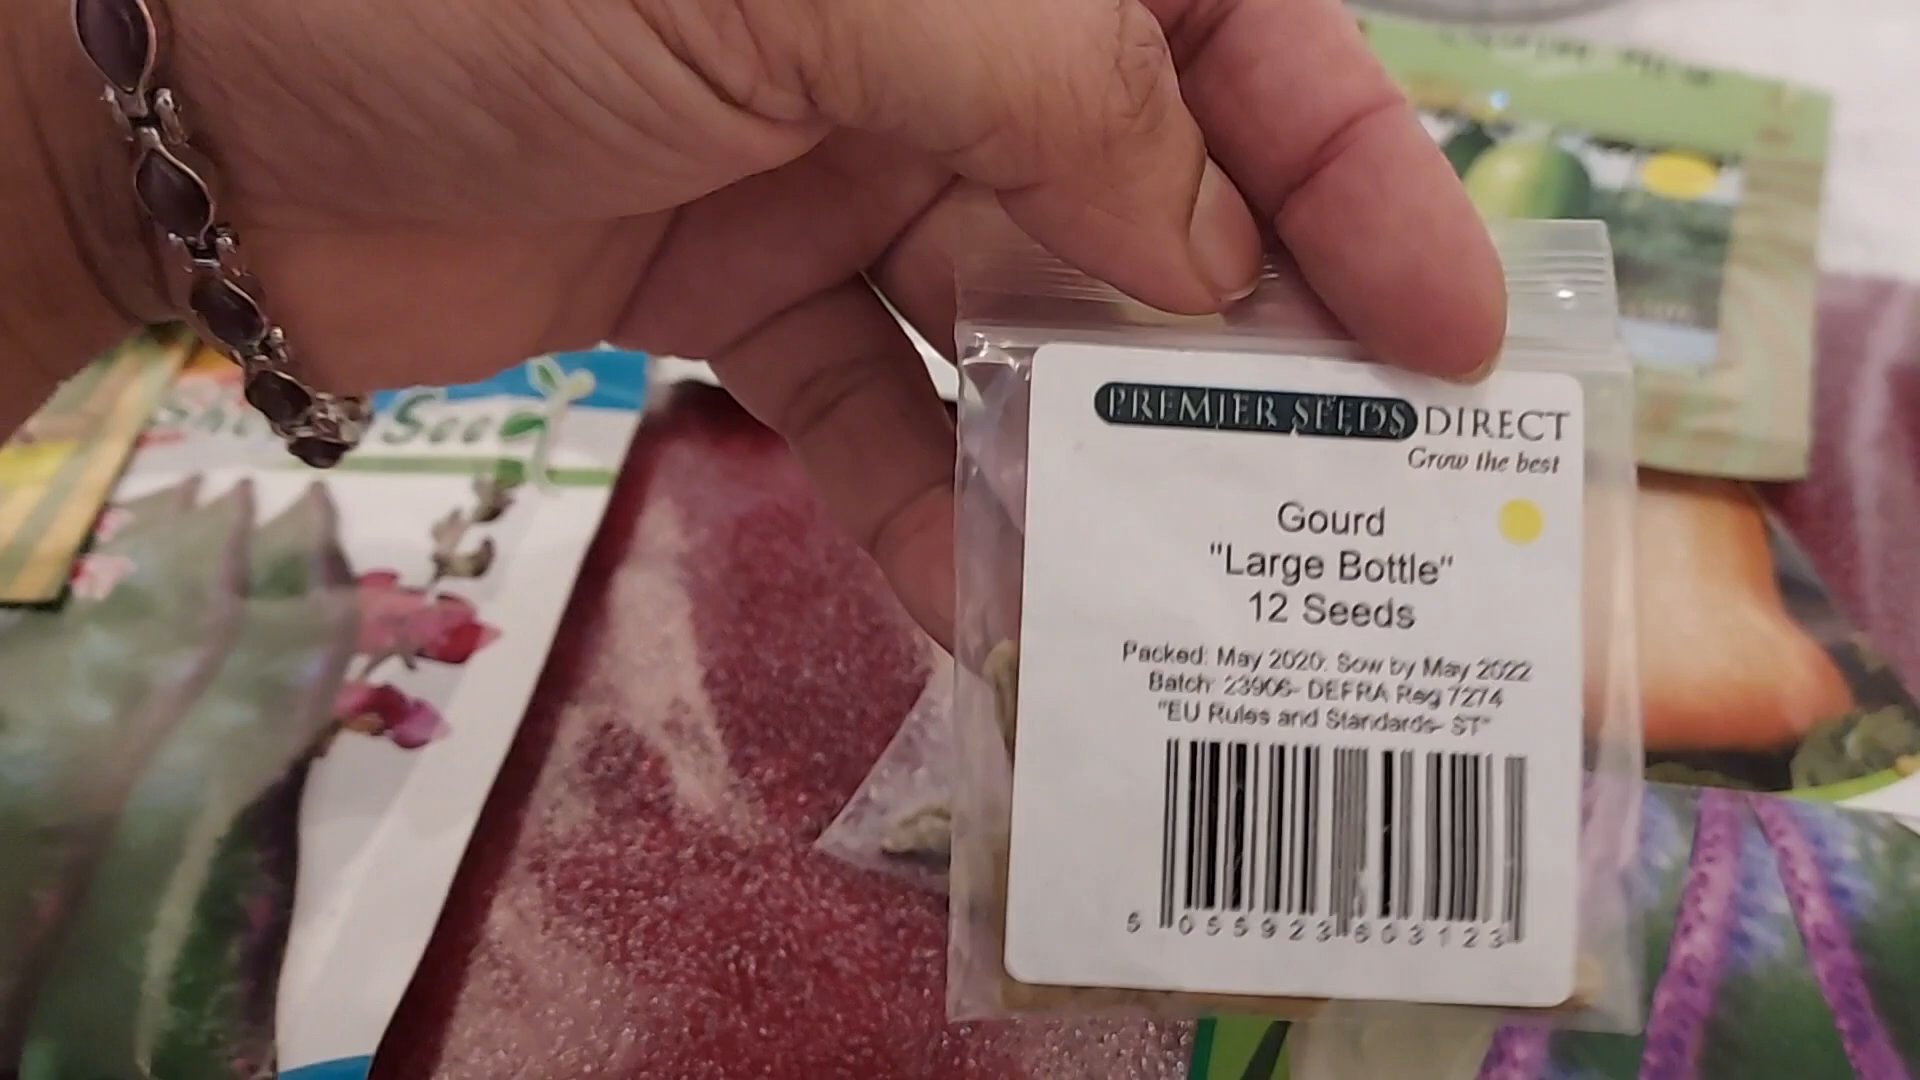 PREMIER SEEDS DIRECT
Grow the best
Gourd
"Large Bottle"
12 Seeds
Packed: May 2020. Sow by May 2022
Batch: 23906- DEFRA Reg 7274
"EU Rules and Standards- ST"
5 055923 603123